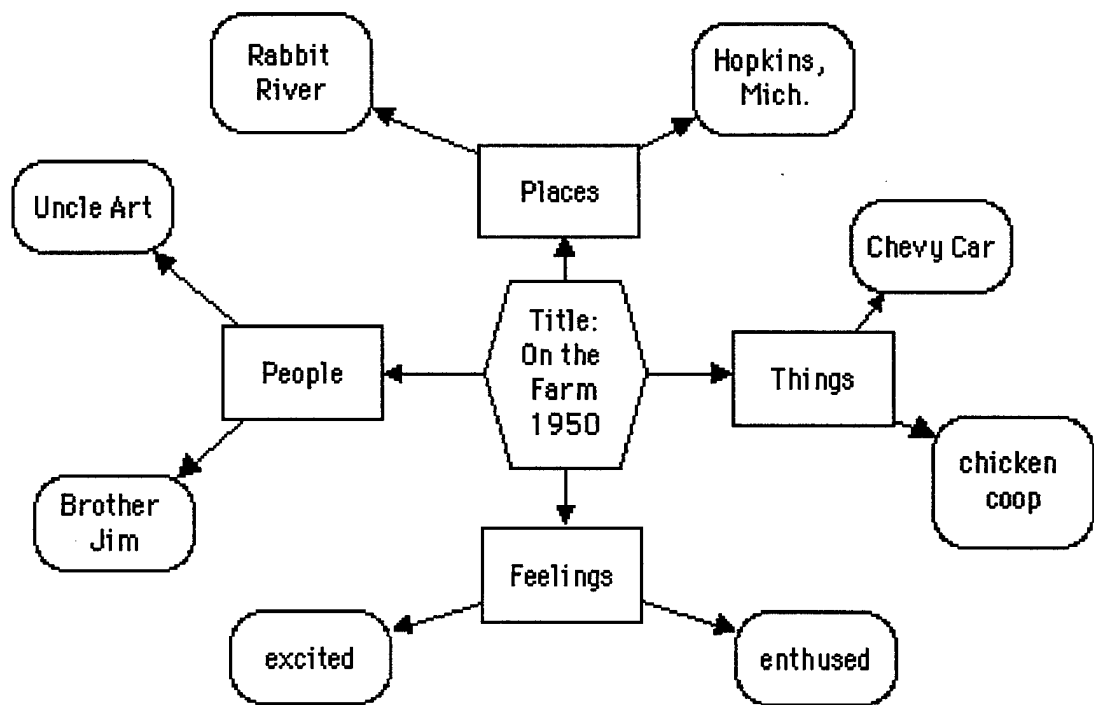 Rabbit
River
Hopkins,
Mich.
Places
Uncle Art
Chevy Car
Title:
On the
Farm
1950
People
Things
Brother
Jim
chicken
coop
Feelings
excited
enthused